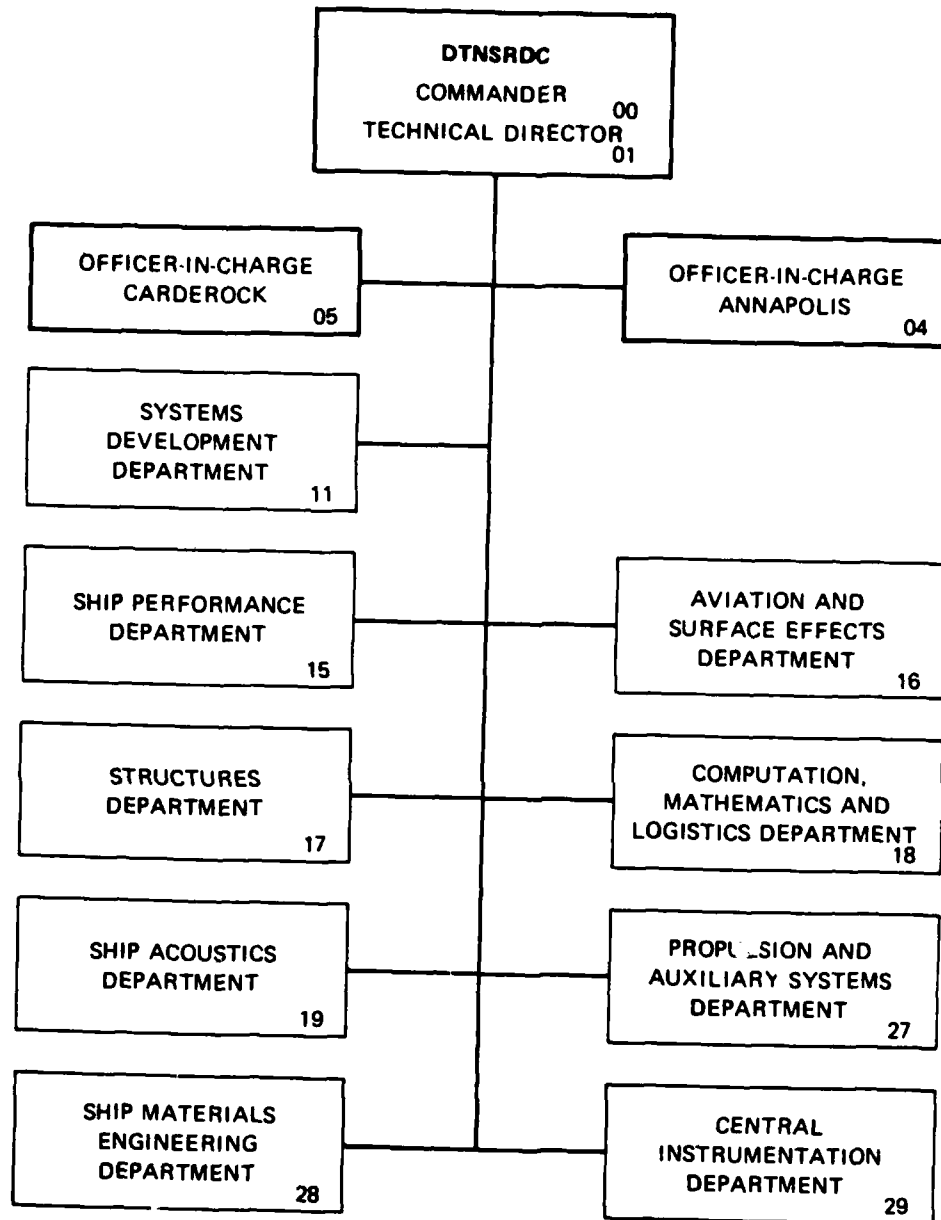 DTNSRDC
COMMANDER 00
TECHNICAL DIRECTOR 01
OFFICER-IN-CHARGE
CARDEROCK
05
OFFICER-IN-CHARGE
ANNAPOLIS
04
SYSTEMS
DEVELOPMENT
DEPARTMENT
11
SHIP PERFORMANCE
DEPARTMENT
15
AVIATION AND
SURFACE EFFECTS
DEPARTMENT
16
STRUCTURES
DEPARTMENT
17
COMPUTATION,
MATHEMATICS AND
LOGISTICS DEPARTMENT
18
SHIP ACOUSTICS
DEPARTMENT
19
PROPULSION AND
AUXILIARY SYSTEMS
DEPARTMENT
27
SHIP MATERIALS
ENGINEERING
DEPARTMENT
28
CENTRAL
INSTRUMENTATION
DEPARTMENT
29